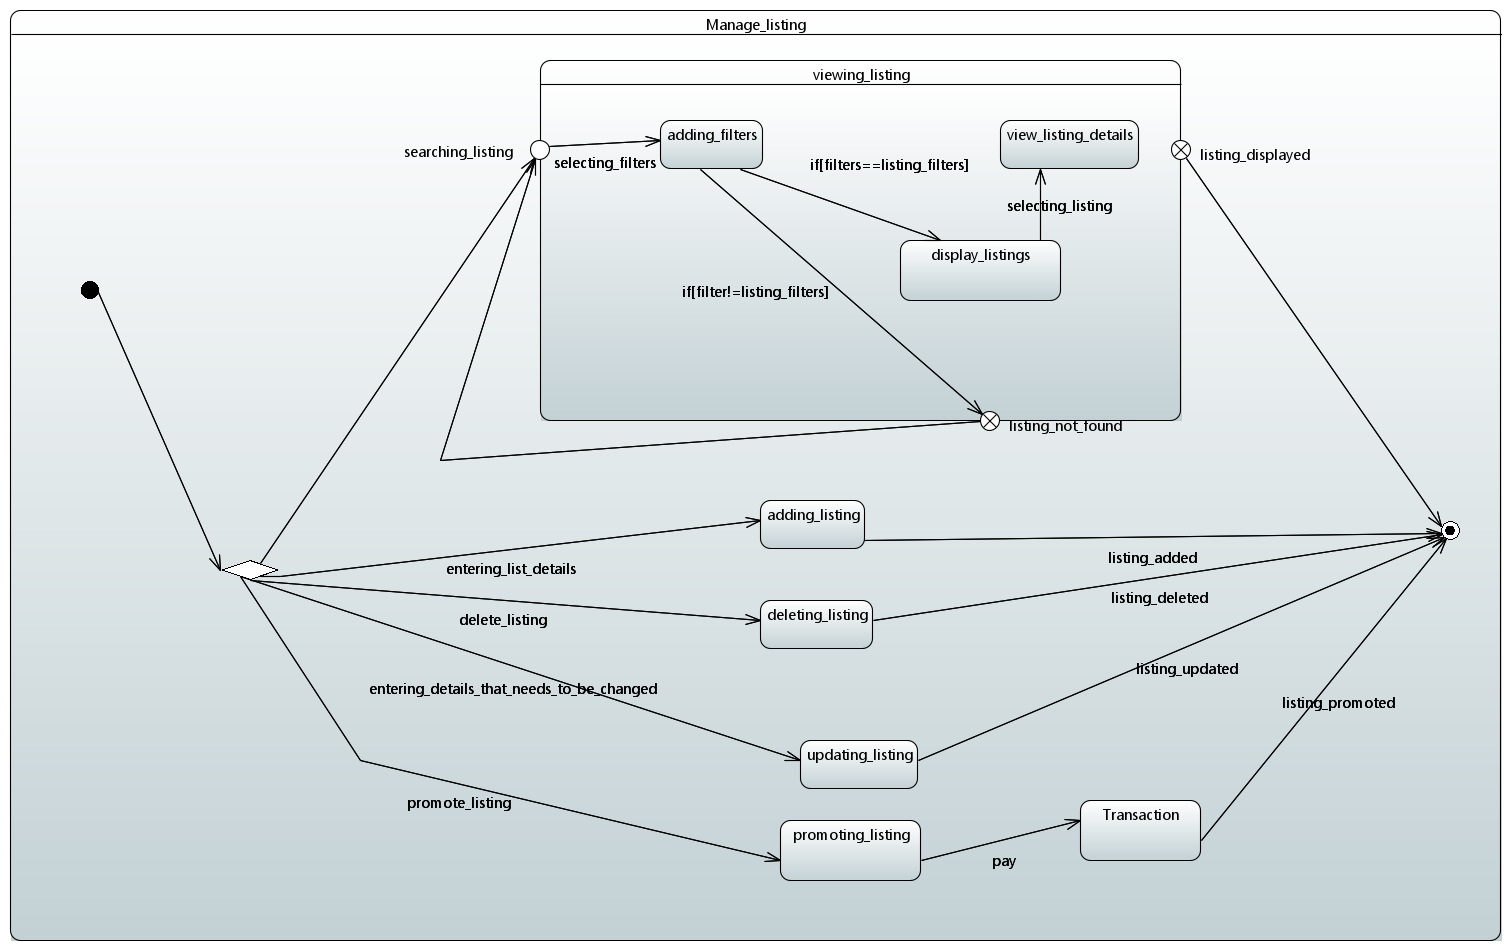 Manage_listing
viewing_listing
adding_filters
view_listing_details
searching_listing
selecting_filters
if[filters==listing_filters]
listing_displayed
selecting_listing
display_listings
if[filter!=listing_filters]
listing_not_found
adding_listing
entering_list_details
listing_added
delete_listing
deleting_listing
listing_deleted
entering_details_that_needs_to_be_changed
listing_updated
listing_promoted
updating_listing
promote_listing
promoting_listing
Transaction
pay